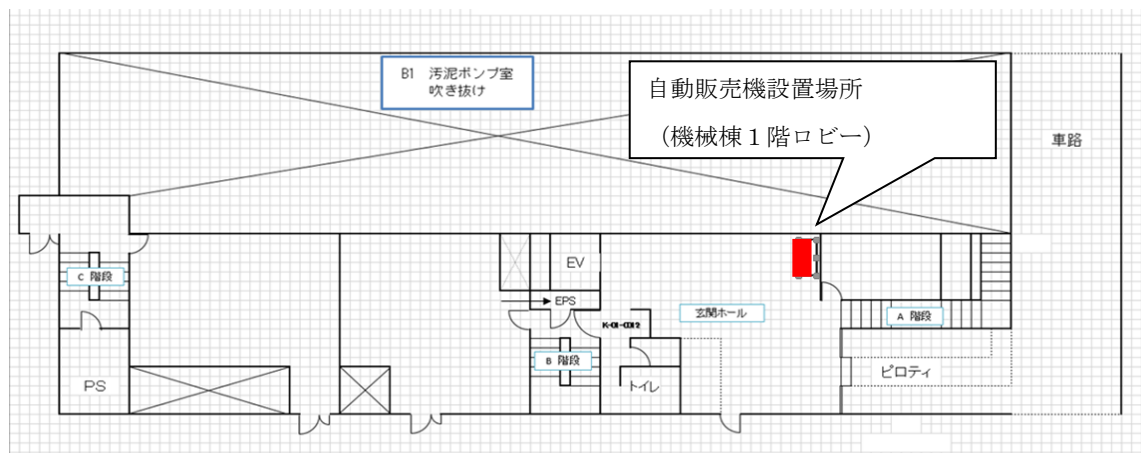 B1 汚泥ポンプ室
吹き抜け
自動販売機設置場所
（機械棟１階ロビー）
車路
C 階段
EV
EPS
K-01-0012
玄関ホール
A 階段
B 階段
ピロティ
PS
トイレ